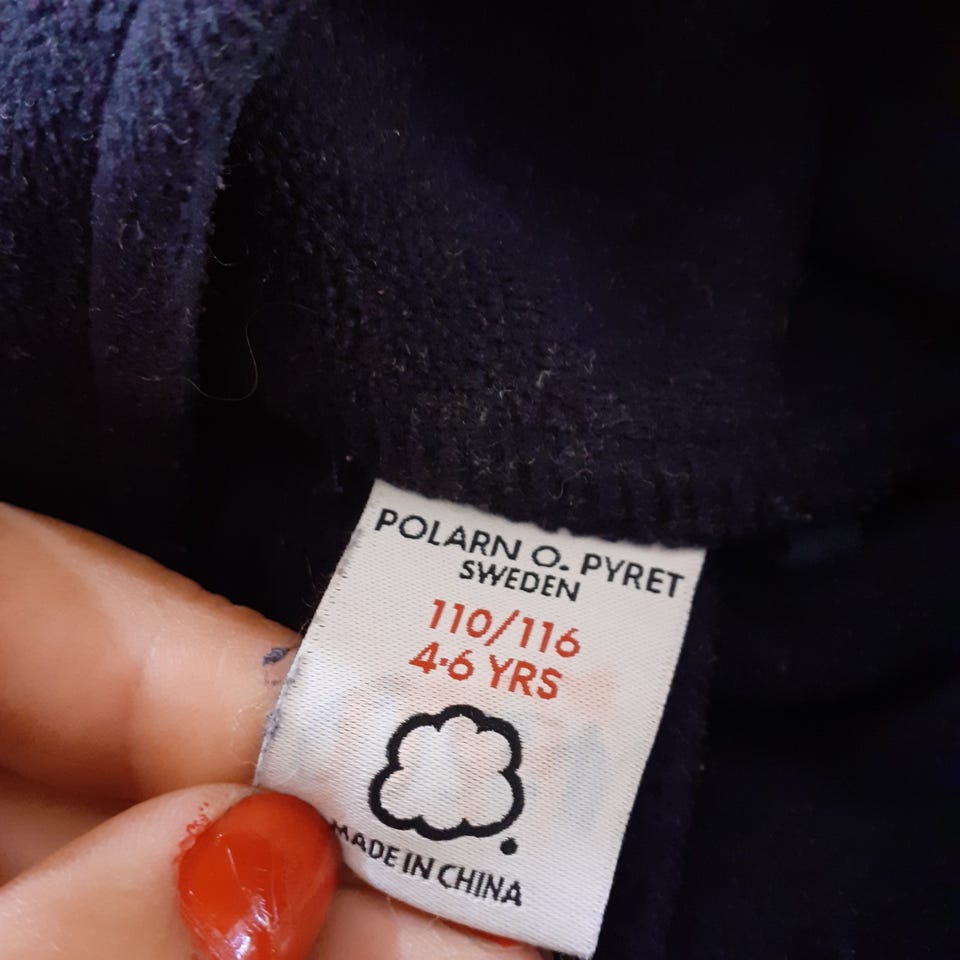 POLARN O. PYRET
SWEDEN
110/116
4-6 YRS
MADE IN CHINA